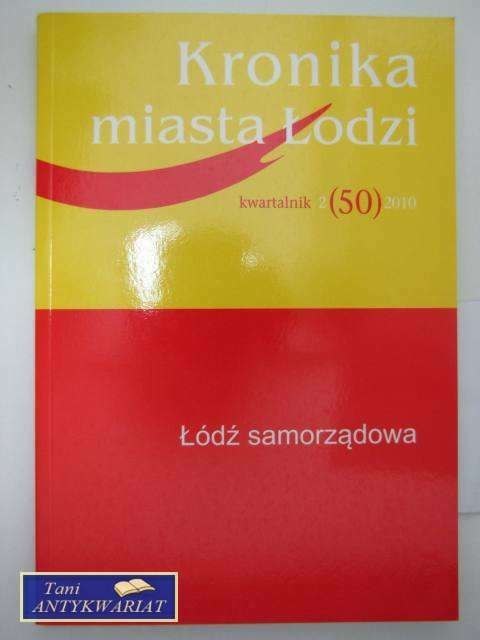 Kronika
miasta Łodzi
kwartalnik 2 (50) 2010
Łódź samorządowa
Tani
ANTYKWARIAT